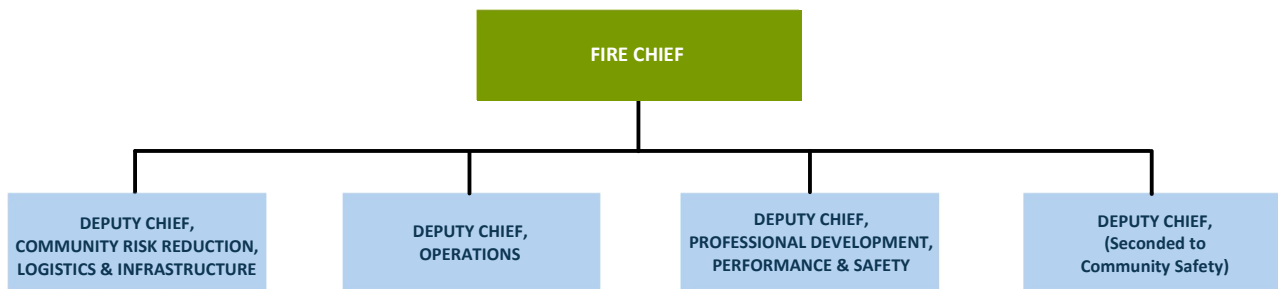 FIRE CHIEF
DEPUTY CHIEF,
COMMUNITY RISK REDUCTION,
LOGISTICS & INFRASTRUCTURE
DEPUTY CHIEF,
OPERATIONS
DEPUTY CHIEF,
PROFESSIONAL DEVELOPMENT,
PERFORMANCE & SAFETY
DEPUTY CHIEF,
(Seconded to
Community Safety)